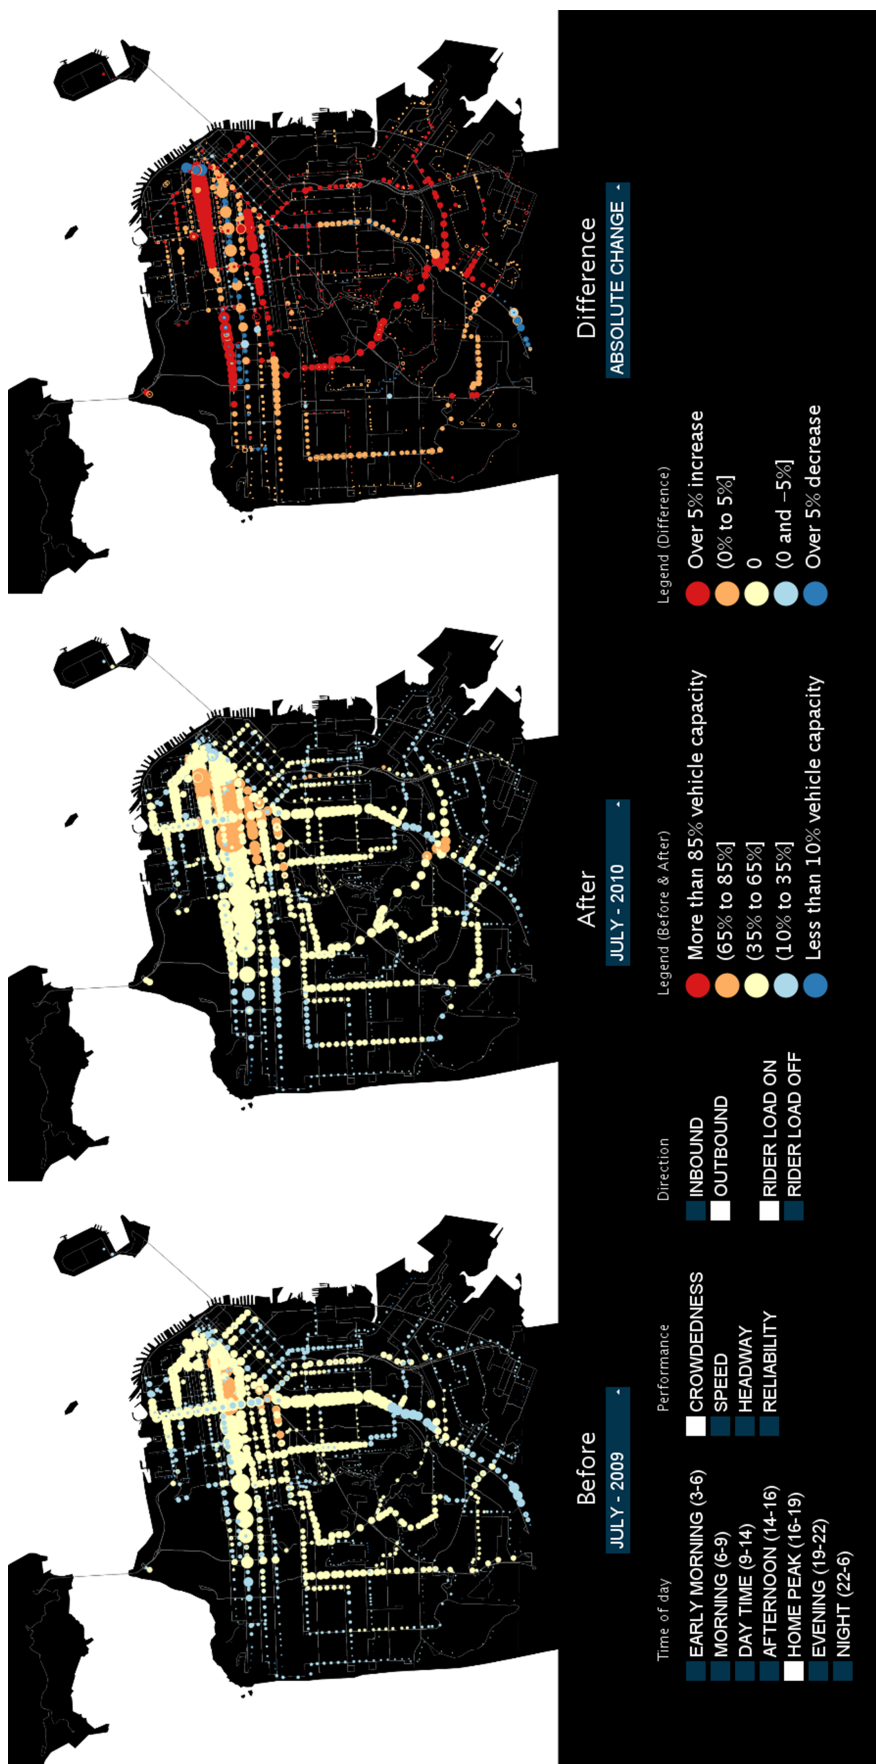 Before
JULY - 2009
After
JULY - 2010
Difference
ABSOLUTE CHANGE
Time of day
EARLY MORNING (3-6)
MORNING (6-9)
DAY TIME (9-14)
AFTERNOON (14-16)
HOME PEAK (16-19)
EVENING (19-22)
NIGHT (22-6)
Performance
CROWDEDNESS
SPEED
HEADWAY
RELIABILITY
Direction
INBOUND
OUTBOUND
RIDER LOAD ON
RIDER LOAD OFF
Legend (Before & After)
More than 85% vehicle capacity
(65% to 85%]
(35% to 65%]
(10% to 35%]
Less than 10% vehicle capacity
Legend (Difference)
Over 5% increase
(0% to 5%]
0
(0 and −5%]
Over 5% decrease